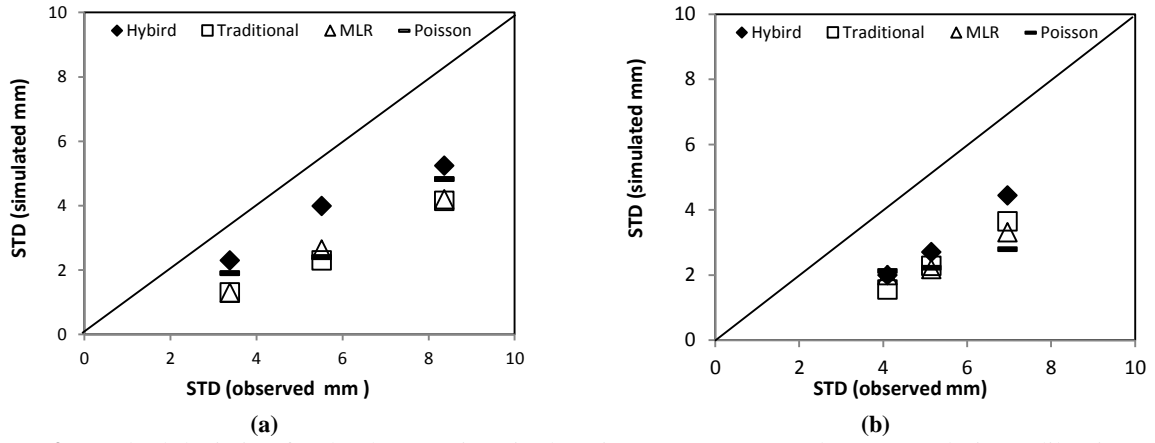 10
8
6
4
2
0
0 2 4 6 8 10
STD (simulated mm)
STD (observed mm )
Hybird Traditional MLR Poisson
(a)
10
8
6
4
2
0
0 2 4 6 8 10
STD (simulated mm)
STD (observed mm)
Hybird Traditional MLR Poisson
(b)